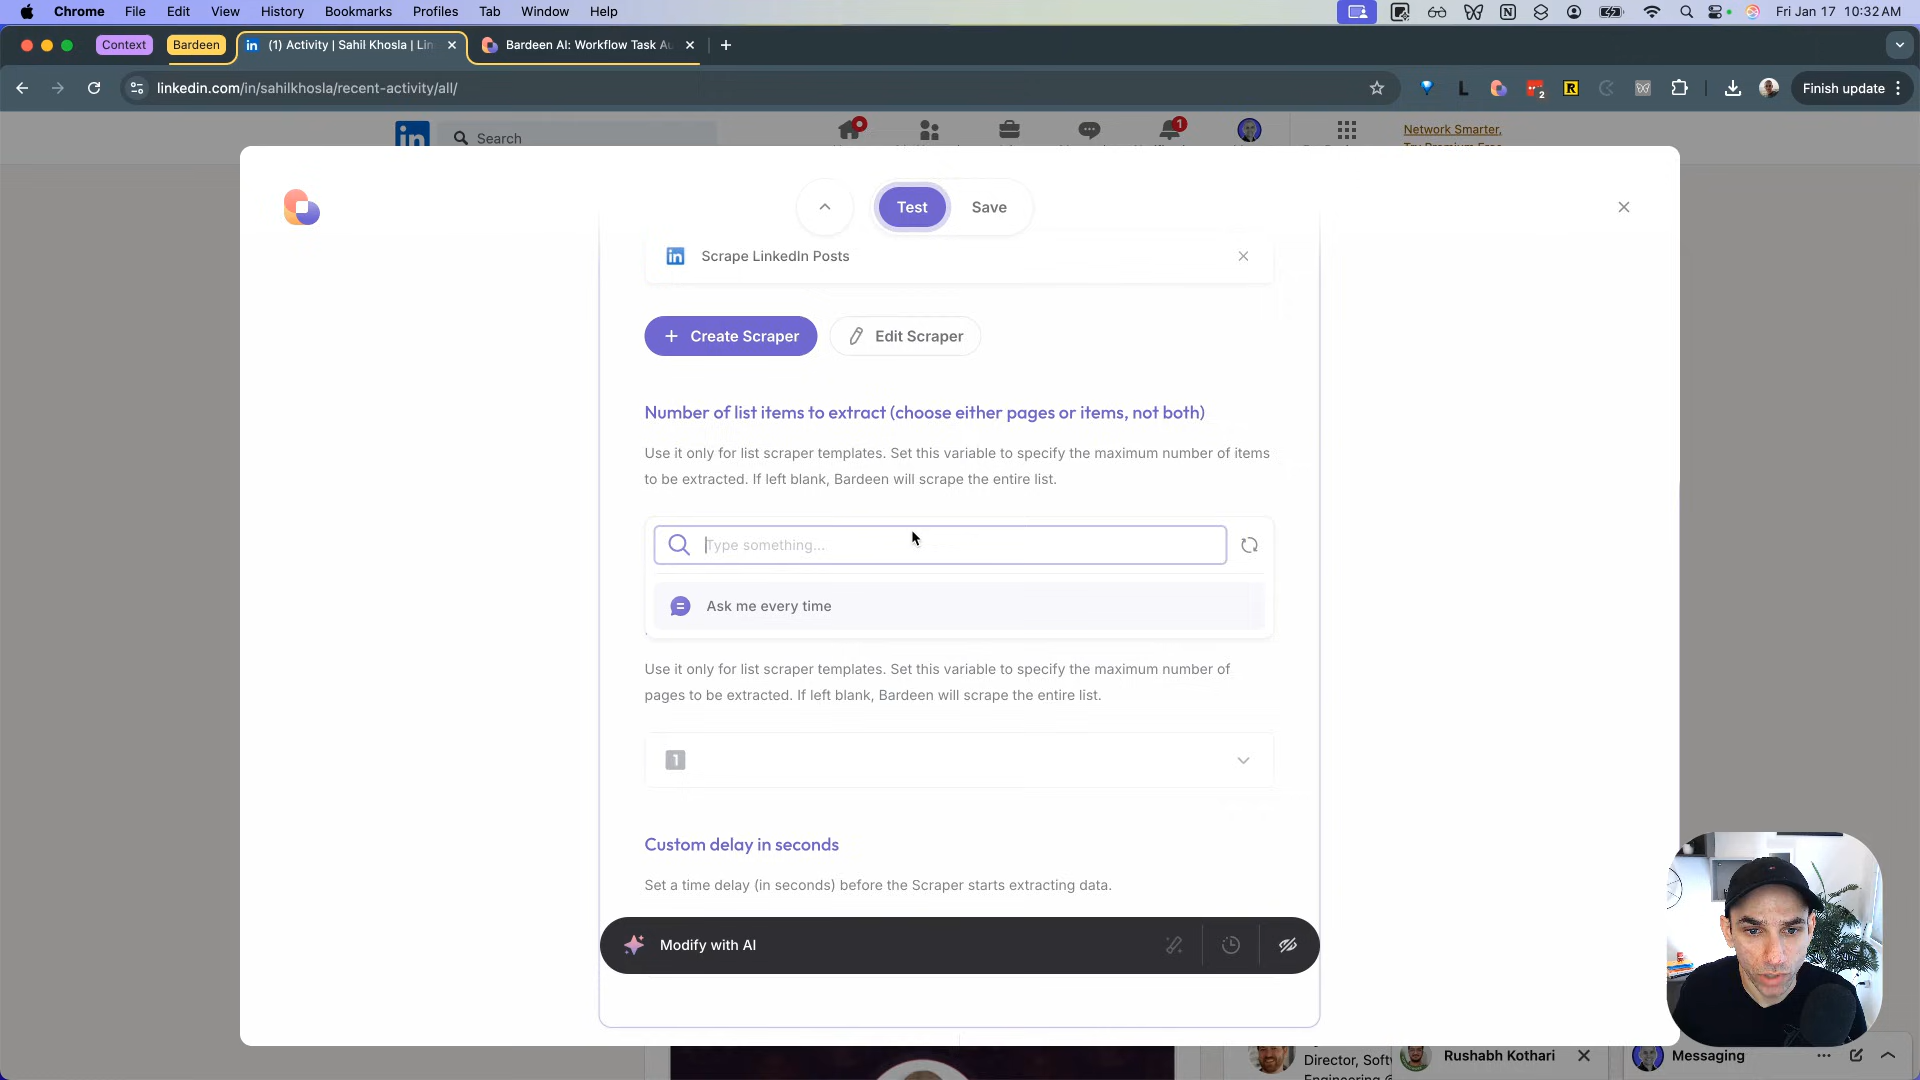 Chrome File Edit View History Bookmarks Profiles Tab Window Help Fri Jan 17 10:32 AM
Context Bardeen (1) Activity | Sahil Khosla | Lin Bardeen AI: Workflow Task Au
linkedin.com/in/sahilkhosla/recent-activity/all/ 2 Finish update
Search 1 Network Smarter,
Try Premium Free
Test Save
Scrape LinkedIn Posts
Create Scraper Edit Scraper
Number of list items to extract (choose either pages or items, not both)
Use it only for list scraper templates. Set this variable to specify the maximum number of items
to be extracted. If left blank, Bardeen will scrape the entire list.
Type something...
Ask me every time
Use it only for list scraper templates. Set this variable to specify the maximum number of
pages to be extracted. If left blank, Bardeen will scrape the entire list.
1
Custom delay in seconds
Set a time delay (in seconds) before the Scraper starts extracting data.
Modify with AI
Director, Soft
Engineering @
Rushabh Kothari
Messaging